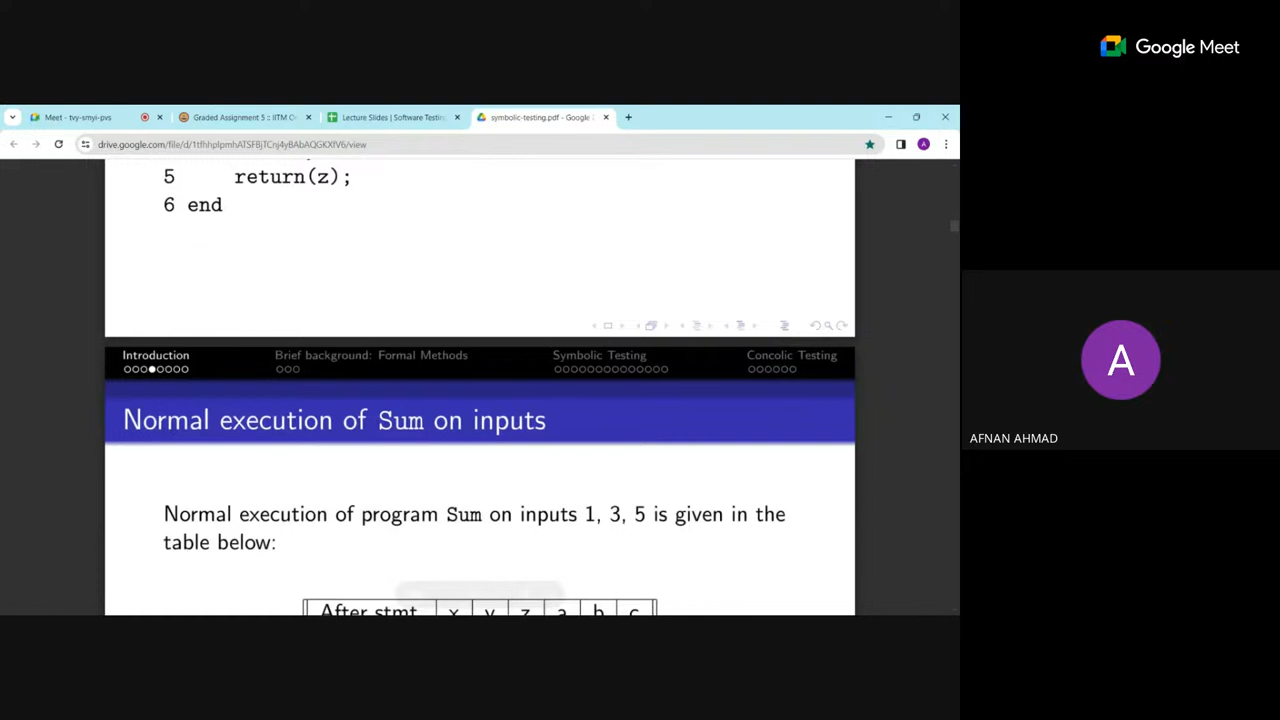 Google Meet
Meet - tvy-smyi-pvs
Graded Assignment 5 :: IITM O
Lecture Slides | Software Testin
symbolic-testing.pdf - Google
drive.google.com/file/d/1tfhhplpmhATSFBjTCnj4yBAbAQGKXfV6/view
A
5 return(z);
6 end
Introduction
Brief background: Formal Methods
Symbolic Testing
Concolic Testing
Normal execution of Sum on inputs
Normal execution of program Sum on inputs 1, 3, 5 is given in the
table below:
After stmt x y z a b c
A
AFNAN AHMAD